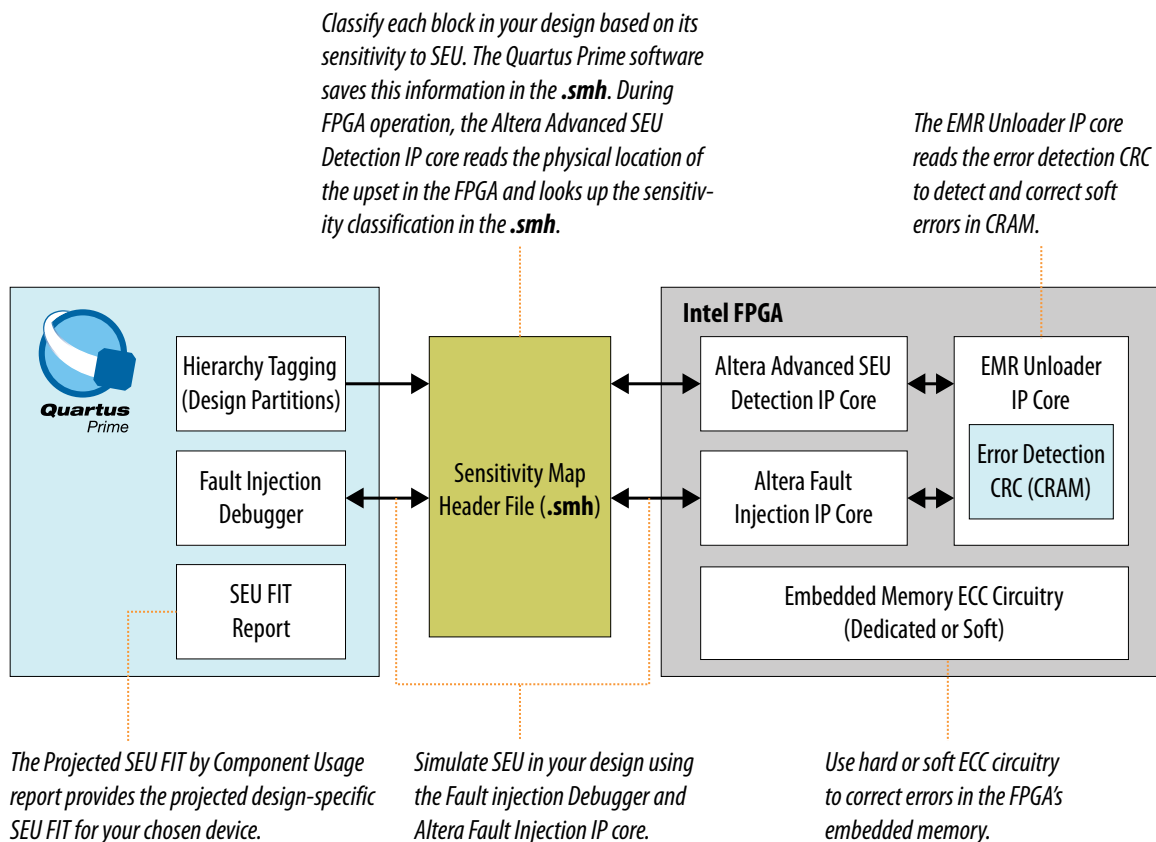 Classify each block in your design based on its
sensitivity to SEU. The Quartus Prime software
saves this information in the .smh. During
FPGA operation, the Altera Advanced SEU
Detection IP core reads the physical location of
the upset in the FPGA and looks up the sensitiv-
ity classification in the .smh.
The EMR Unloader IP core
reads the error detection CRC
to detect and correct soft
errors in CRAM.
Quartus
Prime
Hierarchy Tagging
(Design Partitions)
Fault Injection
Debugger
SEU FIT
Report
Sensitivity Map
Header File (.smh)
Intel FPGA
Altera Advanced SEU
Detection IP Core
EMR Unloader
IP Core
Error Detection
CRC (CRAM)
Altera Fault
Injection IP Core
Embedded Memory ECC Circuitry
(Dedicated or Soft)
The Projected SEU FIT by Component Usage
report provides the projected design-specific
SEU FIT for your chosen device.
Simulate SEU in your design using
the Fault injection Debugger and
Altera Fault Injection IP core.
Use hard or soft ECC circuitry
to correct errors in the FPGA's
embedded memory.